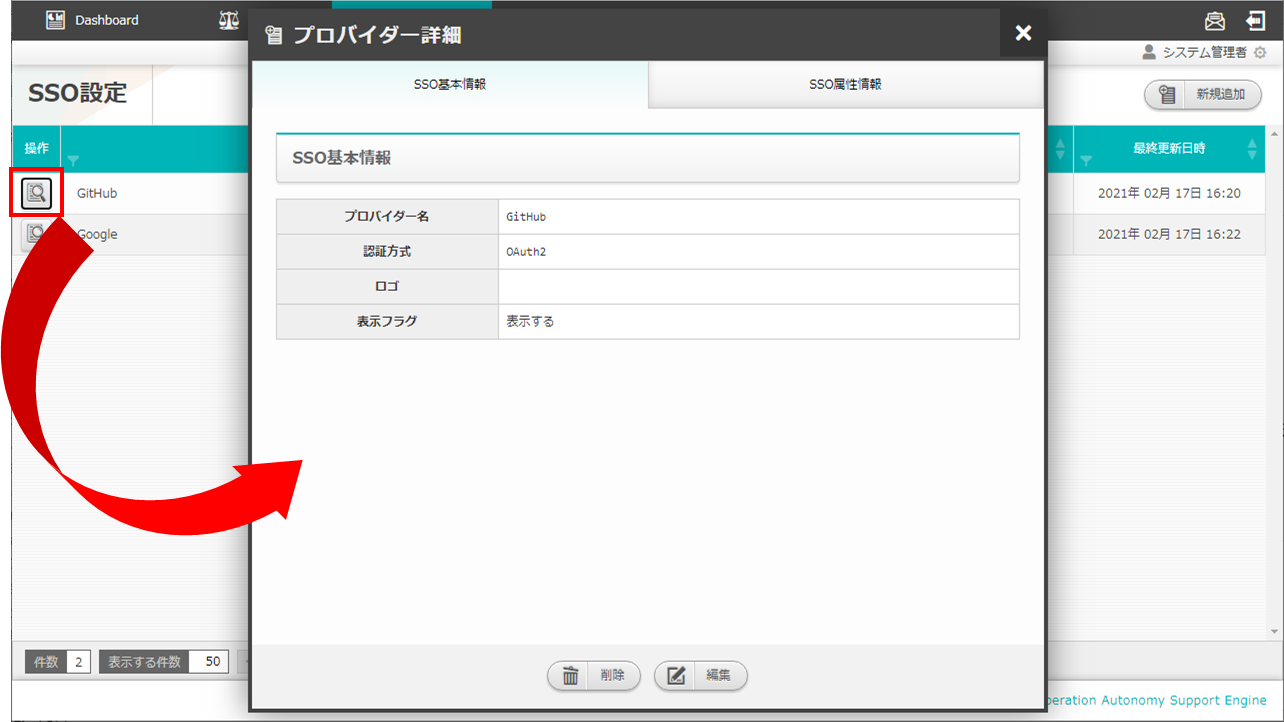 Dashboard
システム管理者
SSO設定
新規追加
操作
最終更新日時
GitHub
2021年 02月 17日 16:20
Google
2021年 02月 17日 16:22
プロバイダー詳細
SSO基本情報
SSO属性情報
SSO基本情報
プロバイダー名 GitHub
認証方式 OAuth2
ロゴ
表示フラグ 表示する
削除
編集
件数 2 表示する件数 50
Autonomy Support Engine